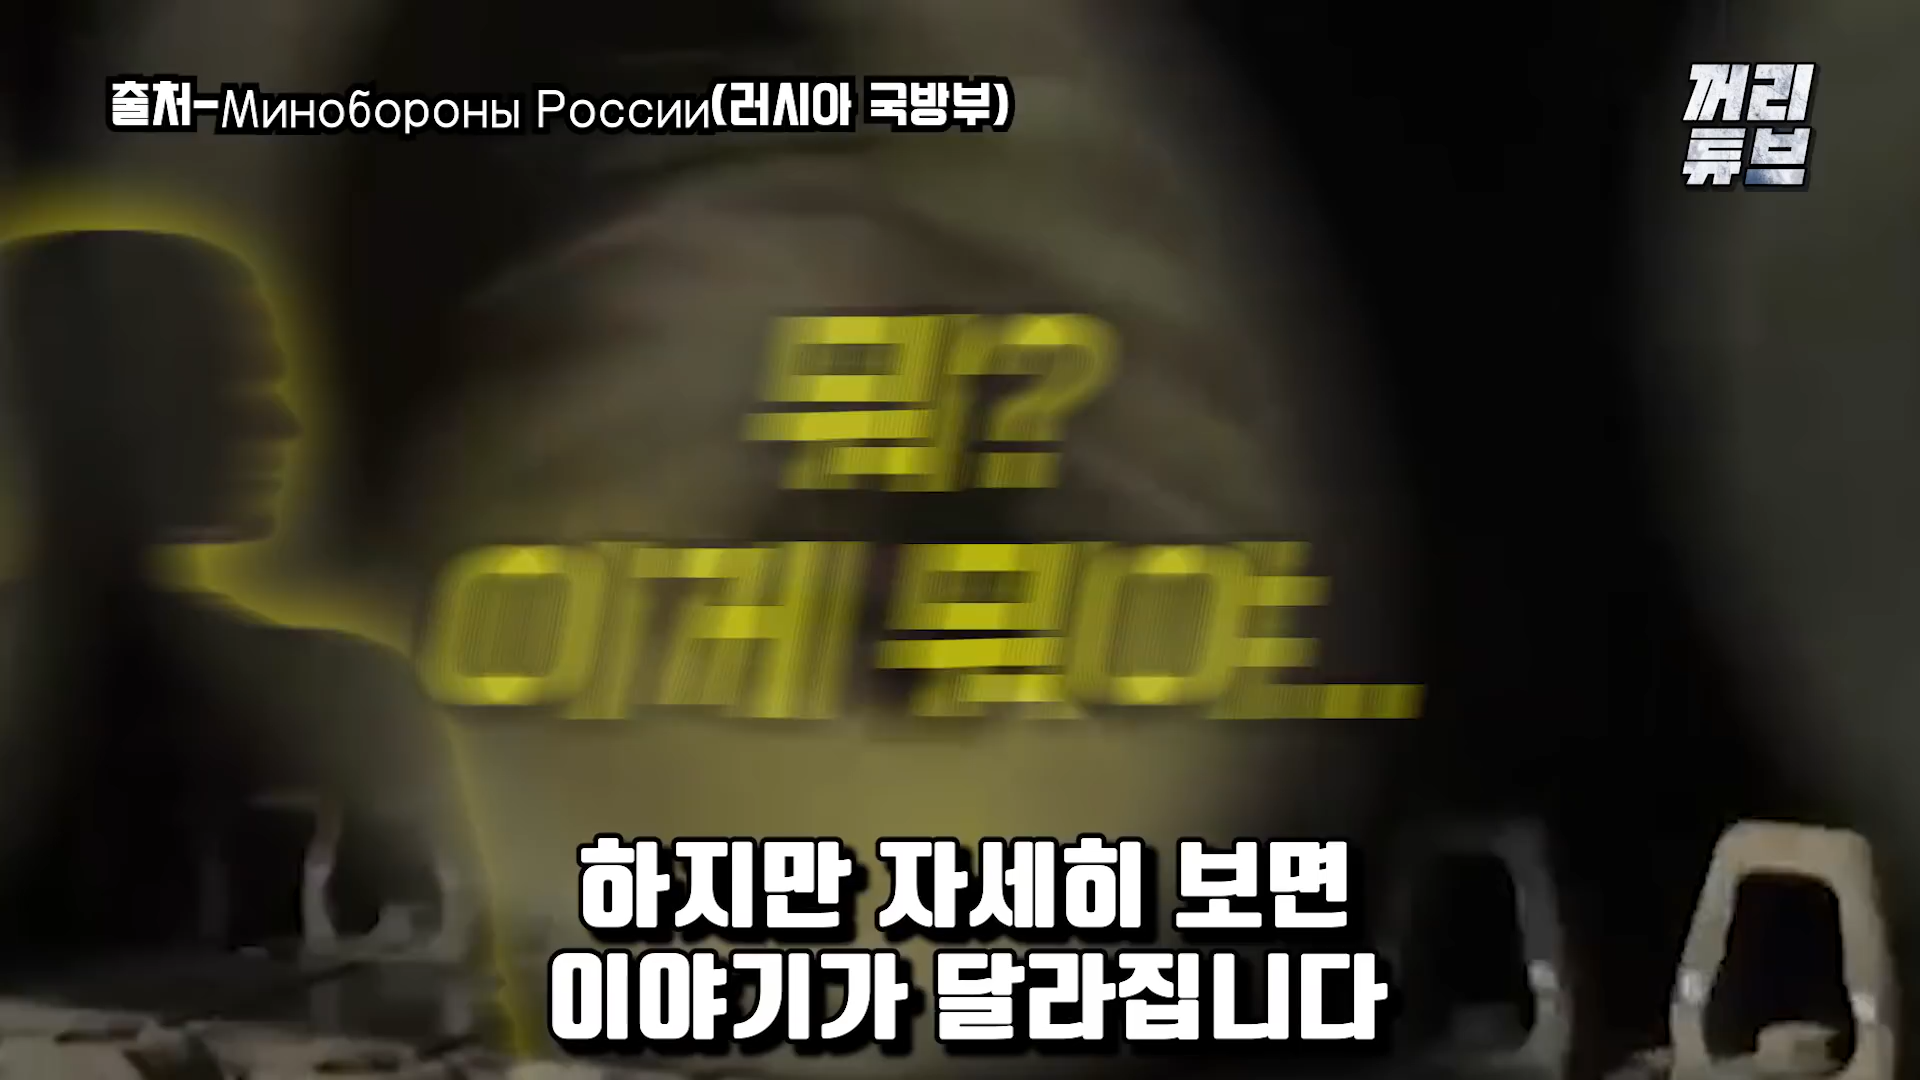 출처-Минобороны России(러시아 국방부)
꺼리
튜브
뭐?
이게 뭐야...
하지만 자세히 보면
이야기가 달라집니다